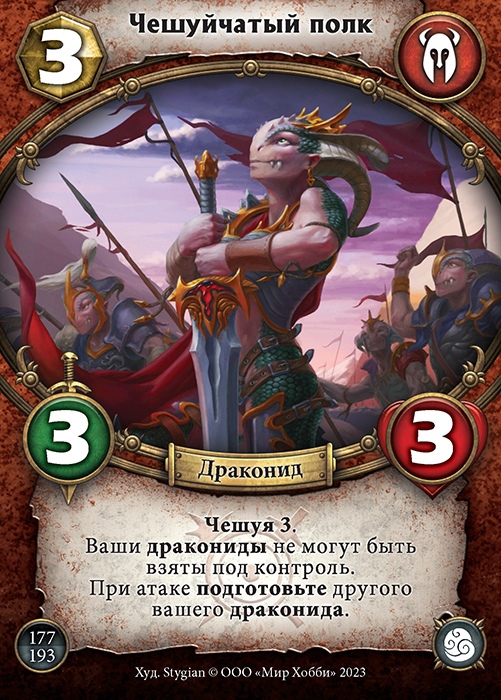 3
Чешуйчатый полк
3
3
Драконид
Чешуя 3.
Ваши дракониды не могут быть
взяты под контроль.
При атаке подготовьте другого
вашего драконида.
177
193
Худ. Stygian © ООО «Мир Хобби» 2023